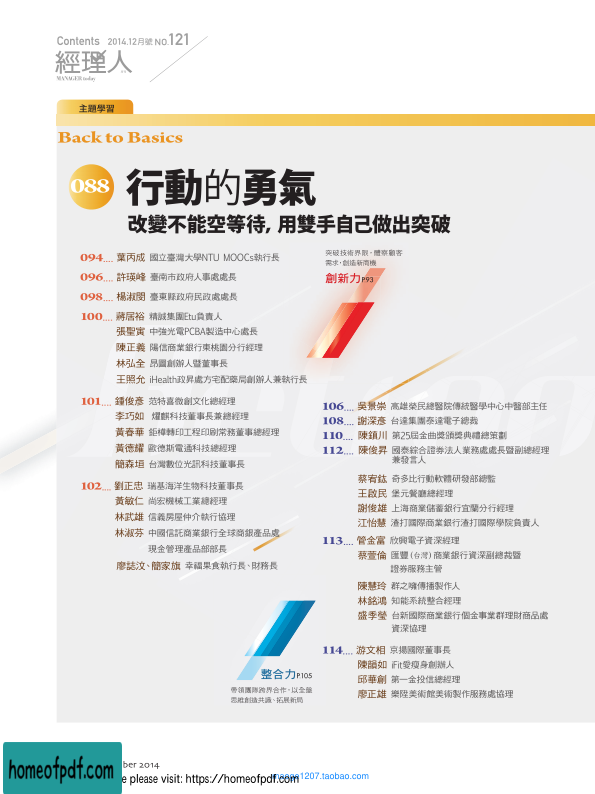 Contents 2014.12月號 NO.121
經理人
MANAGER today
主題學習
Back to Basics
088 行動的勇氣
改變不能空等待, 用雙手自己做出突破
094.... 葉丙成 國立臺灣大學NTU MOOCs執行長
096.... 許瑛峰 臺南市政府人事處處長
098.... 楊淑閔 臺東縣政府民政處處長
100.... 蔣居裕 精誠集團Etu負責人
張聖寅 中強光電PCBA製造中心處長
陳正義 陽信商業銀行東桃園分行經理
林弘全 昂圖創辦人暨董事長
王照允 iHealth政昇處方宅配藥局創辦人兼執行長
101.... 鍾俊彥 范特喜微創文化總經理
李巧如 爔麒科技董事長兼總經理
黃春華 鉅樟轉印工程印刷常務董事總經理
黃德耀 歐德斯電通科技總經理
簡森垣 台灣數位光訊科技董事長
102.... 劉正忠 瑞基海洋生物科技董事長
黃敏仁 尚宏機械工業總經理
林武雄 信義房屋仲介執行協理
林淑芬 中國信託商業銀行全球商銀產品處
現金管理產品部部長
廖誌汶、簡家旗 幸福果食執行長、財務長
突破技術界限，體察顧客
需求，創造新商機
創新力P93
整合力P105
帶領團隊跨界合作，以全盤
思維創造共識、拓展新局
106.... 吳景崇 高雄榮民總醫院傳統醫學中心中醫部主任
108.... 謝深彥 台達集團泰達電子總裁
110.... 陳鎮川 第25屆金曲獎頒獎典禮總策劃
112.... 陳俊昇 國泰綜合證券法人業務處處長暨副總經理
兼發言人
蔡宥鈜 奇多比行動軟體研發部總監
王啟民 堡元餐廳總經理
謝俊雄 上海商業儲蓄銀行宜蘭分行經理
江怡慧 渣打國際商業銀行渣打國際學院負責人
113.... 管金富 欣興電子資深經理
蔡萱倫 匯豐(台灣)商業銀行資深副總裁暨
證券服務主管
陳慧玲 群之噰傳播製作人
林銘鴻 知能系統整合經理
盛季瑩 台新國際商業銀行個金事業群理財商品處
資深協理
114.... 游文相 京揚國際董事長
陳韻如 iFit愛瘦身創辦人
邱華創 第一金投信總經理
廖正雄 樂陞美術館美術製作服務處協理
ber 2014
homeofpdf.com
e please visit: https://homeofpdf.com
1207.taobao.com